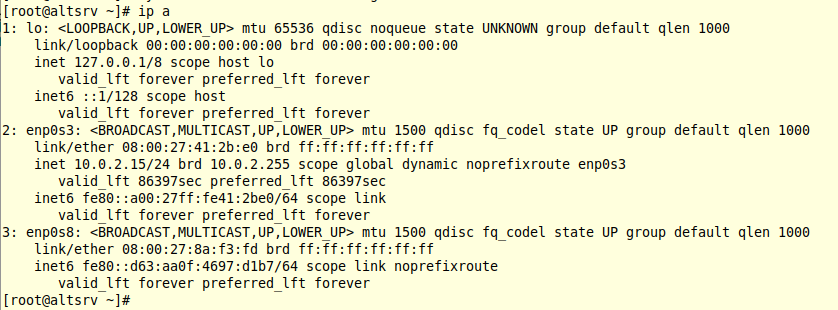 [root@altsrv ~]# ip a
1: lo: <LOOPBACK,UP,LOWER_UP> mtu 65536 qdisc noqueue state UNKNOWN group default qlen 1000
    link/loopback 00:00:00:00:00:00 brd 00:00:00:00:00:00
    inet 127.0.0.1/8 scope host lo
       valid_lft forever preferred_lft forever
    inet6 ::1/128 scope host
       valid_lft forever preferred_lft forever
2: enp0s3: <BROADCAST,MULTICAST,UP,LOWER_UP> mtu 1500 qdisc fq_codel state UP group default qlen 1000
    link/ether 08:00:27:41:2b:e0 brd ff:ff:ff:ff:ff:ff
    inet 10.0.2.15/24 brd 10.0.2.255 scope global dynamic noprefixroute enp0s3
       valid_lft 86397sec preferred_lft 86397sec
    inet6 fe80::a00:27ff:fe41:2be0/64 scope link
       valid_lft forever preferred_lft forever
3: enp0s8: <BROADCAST,MULTICAST,UP,LOWER_UP> mtu 1500 qdisc fq_codel state UP group default qlen 1000
    link/ether 08:00:27:8a:f3:fd brd ff:ff:ff:ff:ff:ff
    inet6 fe80::d63:aa0f:4697:d1b7/64 scope link noprefixroute
       valid_lft forever preferred_lft forever
[root@altsrv ~]#